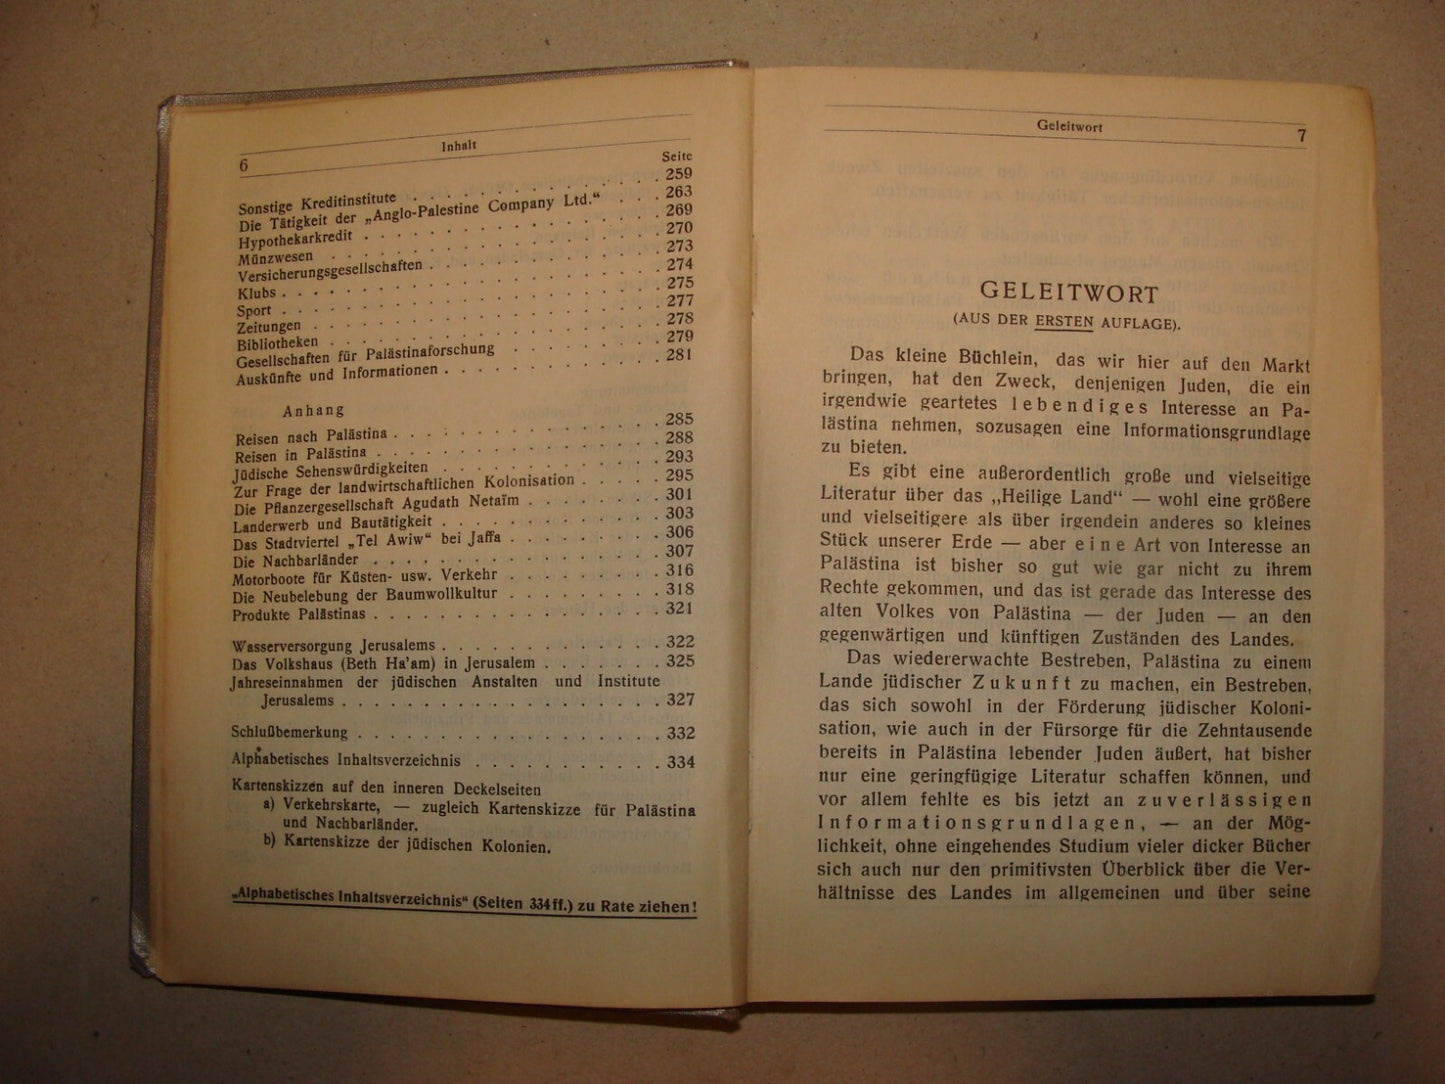 6 Inhalt
Seite
Sonstige Kreditinstitute . . . . . . . . . . . . 259
Die Tätigkeit der „Anglo-Palestine Company Ltd.“ . . . 263
Hypothekarkredit . . . . . . . . . . . . . . 269
Münzwesen . . . . . . . . . . . . . . . . 270
Versicherungsgesellschaften . . . . . . . . . . . 273
Klubs . . . . . . . . . . . . . . . . . . 274
Sport . . . . . . . . . . . . . . . . . . 275
Zeitungen . . . . . . . . . . . . . . . . . 277
Bibliotheken . . . . . . . . . . . . . . . . 278
Gesellschaften für Palästinaforschung . . . . . . . . 279
Auskünfte und Informationen . . . . . . . . . . . 281
Anhang
Reisen nach Palästina . . . . . . . . . . . . . 285
Reisen in Palästina . . . . . . . . . . . . . . 288
Jüdische Sehenswürdigkeiten . . . . . . . . . . . 293
Zur Frage der landwirtschaftlichen Kolonisation . . . . . 295
Die Pflanzergesellschaft Agudath Netaïm . . . . . . . 301
Landerwerb und Bautätigkeit . . . . . . . . . . . 303
Das Stadtviertel „Tel Awiw“ bei Jaffa . . . . . . . . 306
Die Nachbarländer . . . . . . . . . . . . . . 307
Motorboote für Küsten- usw. Verkehr . . . . . . . . 316
Die Neubelebung der Baumwollkultur . . . . . . . . 318
Produkte Palästinas . . . . . . . . . . . . . . 321
Wasserversorgung Jerusalems . . . . . . . . . . . 322
Das Volkshaus (Beth Ha'am) in Jerusalem . . . . . . . 325
Jahreseinnahmen der jüdischen Anstalten und Institute
Jerusalems . . . . . . . . . . . . . . . . 327
Schlußbemerkung . . . . . . . . . . . . . . . 332
Alphabetisches Inhaltsverzeichnis . . . . . . . . . . 334
Kartenskizzen auf den inneren Deckelseiten
a) Verkehrskarte, — zugleich Kartenskizze für Palästina
und Nachbarländer.
b) Kartenskizze der jüdischen Kolonien.
„Alphabetisches Inhaltsverzeichnis“ (Seiten 334 ff.) zu Rate ziehen!
Geleitwort 7
GELEITWORT
(AUS DER ERSTEN AUFLAGE).
Das kleine Büchlein, das wir hier auf den Markt
bringen, hat den Zweck, denjenigen Juden, die ein
irgendwie geartetes lebendiges Interesse an Pa-
lästina nehmen, sozusagen eine Informationsgrundlage
zu bieten.
Es gibt eine außerordentlich große und vielseitige
Literatur über das „Heilige Land“ — wohl eine größere
und vielseitigere als über irgendein anderes so kleines
Stück unserer Erde — aber eine Art von Interesse an
Palästina ist bisher so gut wie gar nicht zu ihrem
Rechte gekommen, und das ist gerade das Interesse des
alten Volkes von Palästina — der Juden — an den
gegenwärtigen und künftigen Zuständen des Landes.
Das wiedererwachte Bestreben, Palästina zu einem
Lande jüdischer Zukunft zu machen, ein Bestreben,
das sich sowohl in der Förderung jüdischer Koloni-
sation, wie auch in der Fürsorge für die Zehntausende
bereits in Palästina lebender Juden äußert, hat bisher
nur eine geringfügige Literatur schaffen können, und
vor allem fehlte es bis jetzt an zuverlässigen
Informationsgrundlagen, — an der Mög-
lichkeit, ohne eingehendes Studium vieler dicker Bücher
sich auch nur den primitivsten Überblick über die Ver-
hältnisse des Landes im allgemeinen und über seine